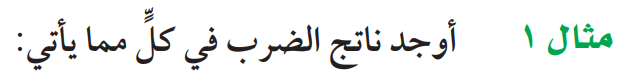 مثال ١ أوجد ناتج الضرب في كلٍّ مما يأتي: